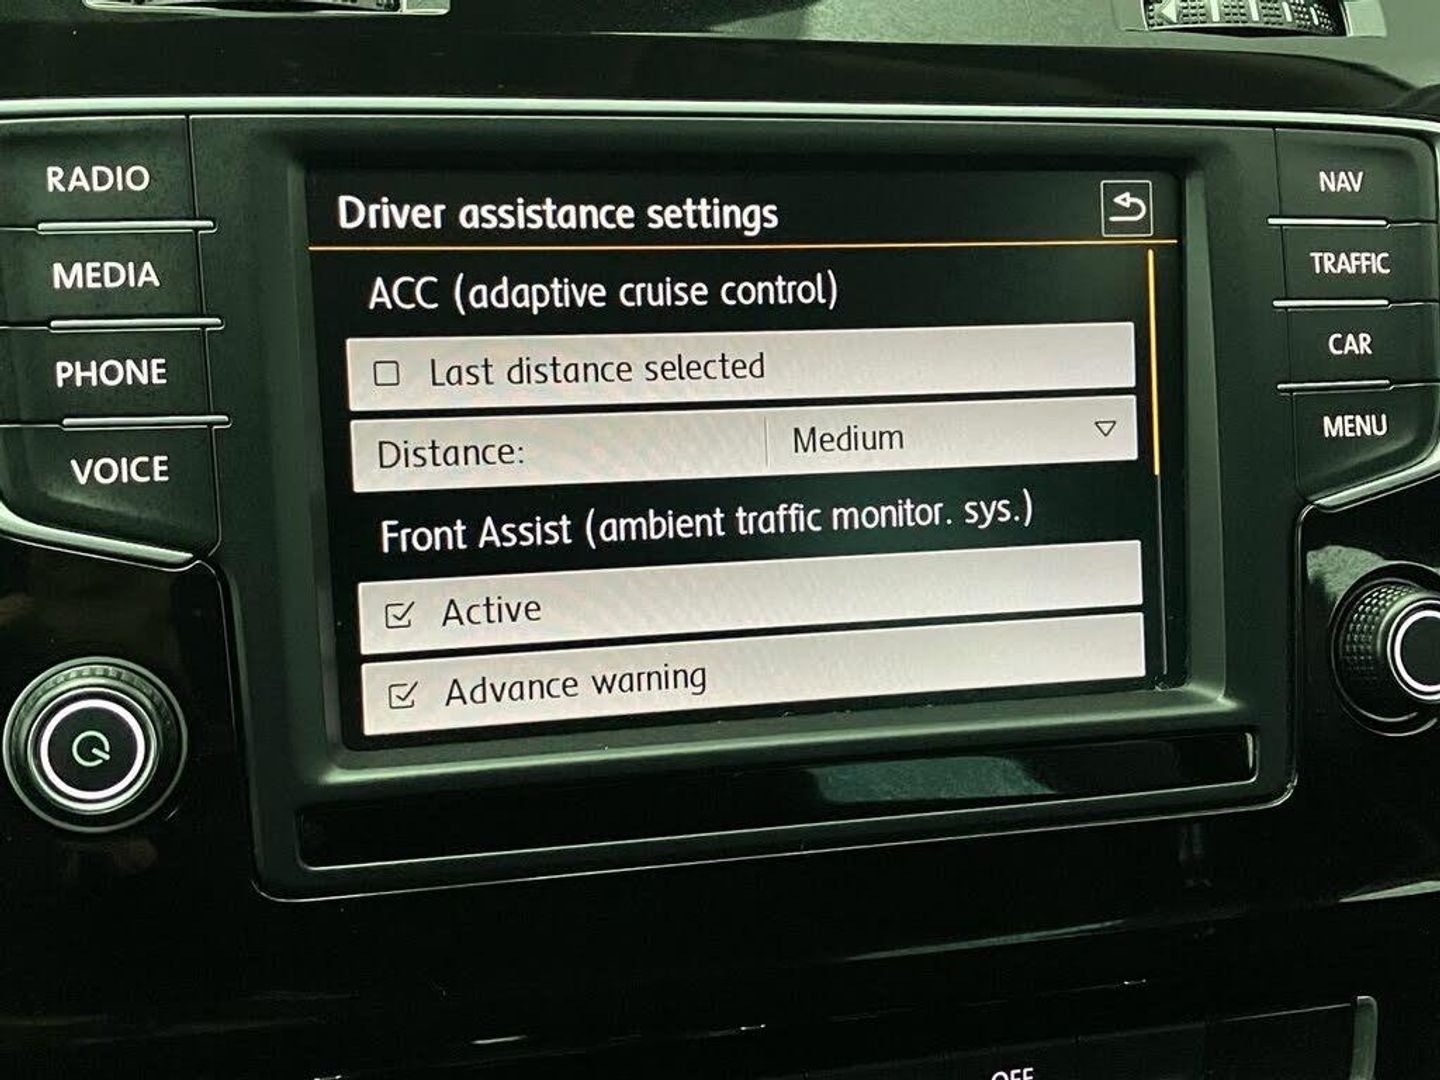 RADIO
MEDIA
PHONE
VOICE
Driver assistance settings
ACC (adaptive cruise control)
Last distance selected
Distance: Medium
Front Assist (ambient traffic monitor. sys.)
Active
Advance warning
NAV
TRAFFIC
CAR
MENU
OFF